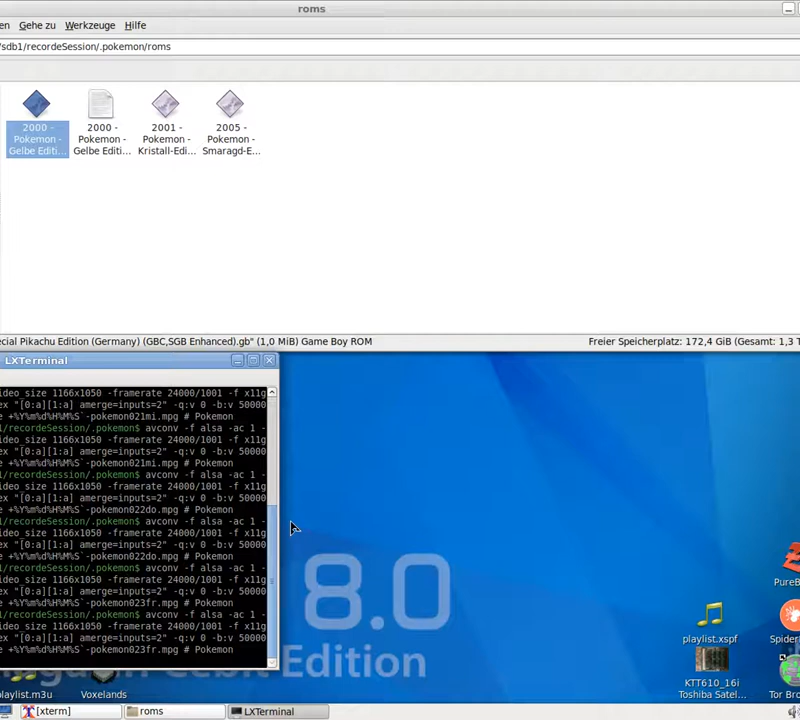 roms
en Gehe zu Werkzeuge Hilfe
/sdb1/recordeSession/.pokemon/roms
2000 - Pokemon - Gelbe Editi...
2000 - Pokemon - Gelbe Editi...
2001 - Pokemon - Kristall-Edi...
2005 - Pokemon - Smaragd-E...
cial Pikachu Edition (Germany) (GBC,SGB Enhanced).gb" (1,0 MiB) Game Boy ROM
Freier Speicherplatz: 172,4 GiB (Gesamt: 1,3 T
LXTerminal
ideo_size 1166x1050 -framerate 24000/1001 -f x11g
ex "[0:a][1:a] amerge=inputs=2" -q:v 0 -b:v 50000
e +%Y%m%d%H%M%S`-pokemon021mi.mpg # Pokemon
1/recordeSession/.pokemon$ avconv -f alsa -ac 1 -
ideo_size 1166x1050 -framerate 24000/1001 -f x11g
ex "[0:a][1:a] amerge=inputs=2" -q:v 0 -b:v 50000
e +%Y%m%d%H%M%S`-pokemon021mi.mpg # Pokemon
1/recordeSession/.pokemon$ avconv -f alsa -ac 1 -
ideo_size 1166x1050 -framerate 24000/1001 -f x11g
ex "[0:a][1:a] amerge=inputs=2" -q:v 0 -b:v 50000
e +%Y%m%d%H%M%S`-pokemon022do.mpg # Pokemon
1/recordeSession/.pokemon$ avconv -f alsa -ac 1 -
ideo_size 1166x1050 -framerate 24000/1001 -f x11g
ex "[0:a][1:a] amerge=inputs=2" -q:v 0 -b:v 50000
e +%Y%m%d%H%M%S`-pokemon022do.mpg # Pokemon
1/recordeSession/.pokemon$ avconv -f alsa -ac 1 -
ideo_size 1166x1050 -framerate 24000/1001 -f x11g
ex "[0:a][1:a] amerge=inputs=2" -q:v 0 -b:v 50000
e +%Y%m%d%H%M%S`-pokemon023fr.mpg # Pokemon
1/recordeSession/.pokemon$ avconv -f alsa -ac 1 -
ideo_size 1166x1050 -framerate 24000/1001 -f x11g
ex "[0:a][1:a] amerge=inputs=2" -q:v 0 -b:v 50000
e +%Y%m%d%H%M%S`-pokemon023fr.mpg # Pokemon
8.0
Edition
PureB
playlist.xspf
Spider
KTT610_16i
Toshiba Satel...
Tor Bro
playlist.m3u
Voxelands
[xterm]
roms
LXTerminal